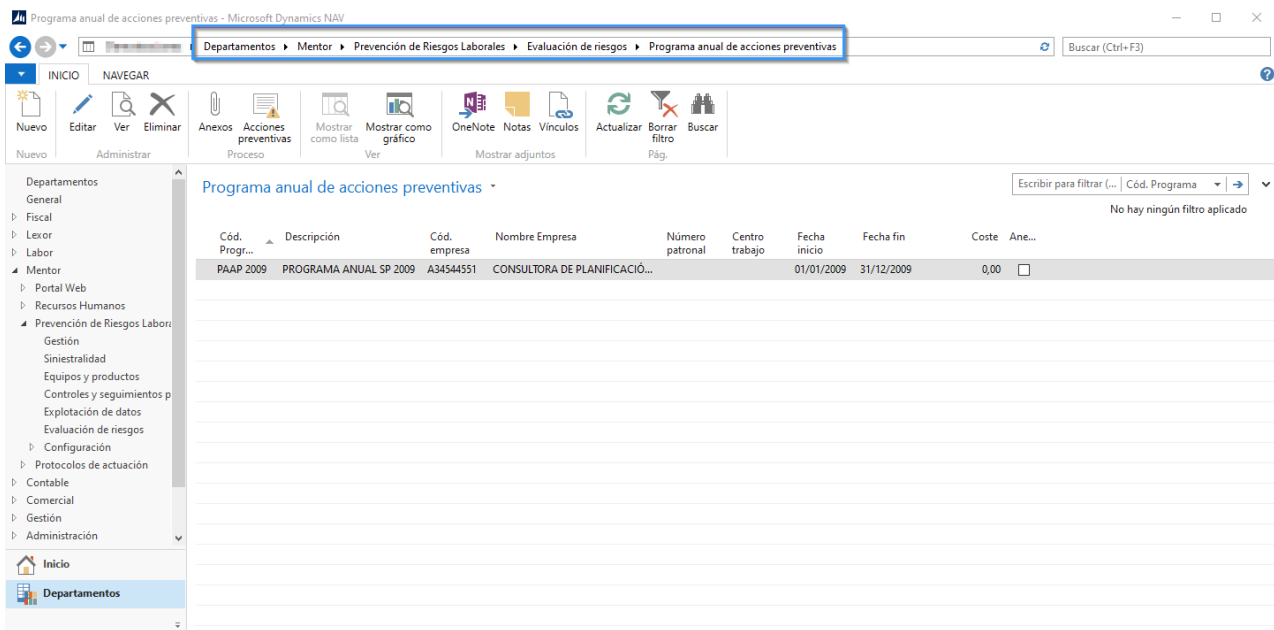 Programa anual de acciones preventivas - Microsoft Dynamics NAV
Departamentos Mentor Prevención de Riesgos Laborales Evaluación de riesgos Programa anual de acciones preventivas
Buscar (Ctrl+F3)
INICIO NAVEGAR
Nuevo Editar Ver Eliminar Anexos Acciones preventivas Mostrar como lista Mostrar como gráfico OneNote Notas Vínculos Actualizar Borrar filtro Buscar
Nuevo Administrar Proceso Ver Mostrar adjuntos Pág.
Departamentos
General
Fiscal
Lexor
Labor
Mentor
Portal Web
Recursos Humanos
Prevención de Riesgos Labora
Gestión
Siniestralidad
Equipos y productos
Controles y seguimientos p
Explotación de datos
Evaluación de riesgos
Configuración
Protocolos de actuación
Contable
Comercial
Gestión
Administración
Inicio
Departamentos
Programa anual de acciones preventivas
Escribir para filtrar (... Cód. Programa
No hay ningún filtro aplicado
Cód. Progr... Descripción Cód. empresa Nombre Empresa Número patronal Centro trabajo Fecha inicio Fecha fin Coste Ane...
PAAP 2009 PROGRAMA ANUAL SP 2009 A34544551 CONSULTORA DE PLANIFICACIÓ... 01/01/2009 31/12/2009 0,00